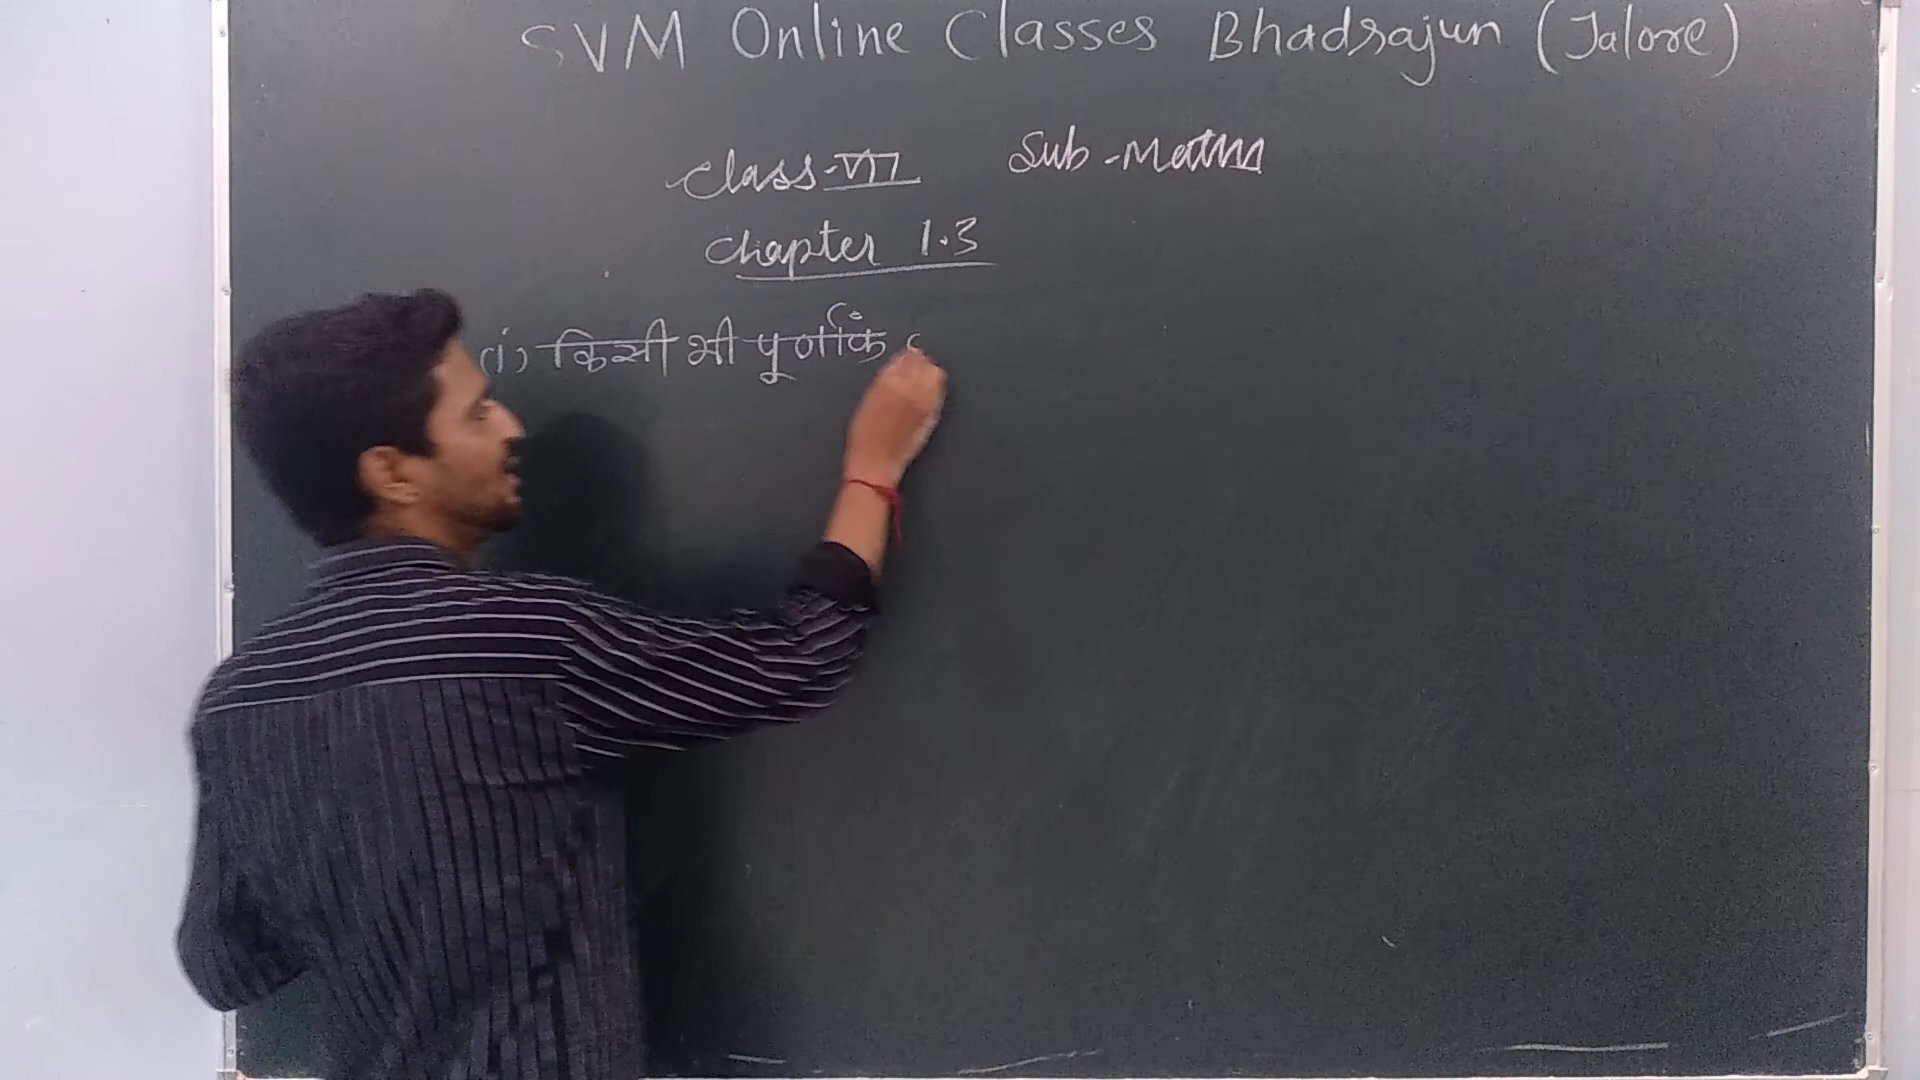 SVM Online Classes Bhadrajun (Jalore)
Class-VII Sub-Maths
Chapter 1.3
(i) किसी भी पूर्णांक